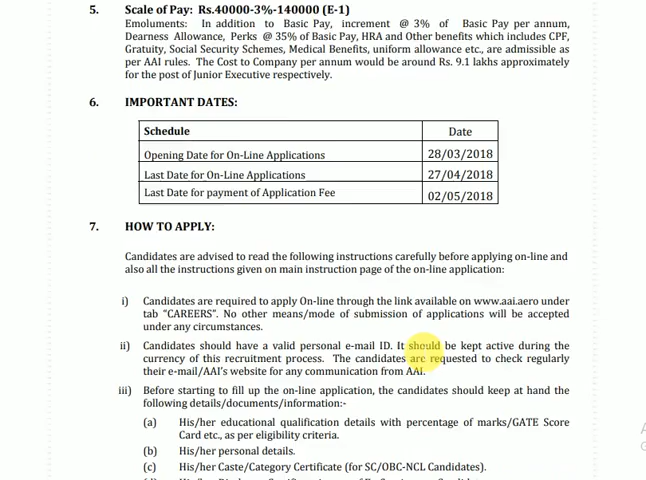 5. Scale of Pay: Rs.40000-3%-140000 (E-1)
Emoluments: In addition to Basic Pay, increment @ 3% of Basic Pay per annum,
Dearness Allowance, Perks @ 35% of Basic Pay, HRA and Other benefits which includes CPF,
Gratuity, Social Security Schemes, Medical Benefits, uniform allowance etc., are admissible as
per AAI rules. The Cost to Company per annum would be around Rs. 9.1 lakhs approximately
for the post of Junior Executive respectively.
6. IMPORTANT DATES:
Schedule Date
Opening Date for On-Line Applications 28/03/2018
Last Date for On-Line Applications 27/04/2018
Last Date for payment of Application Fee 02/05/2018
7. HOW TO APPLY:
Candidates are advised to read the following instructions carefully before applying on-line and
also all the instructions given on main instruction page of the on-line application:
i) Candidates are required to apply On-line through the link available on www.aai.aero under
tab "CAREERS". No other means/mode of submission of applications will be accepted
under any circumstances.
ii) Candidates should have a valid personal e-mail ID. It should be kept active during the
currency of this recruitment process. The candidates are requested to check regularly
their e-mail/AAI's website for any communication from AAI.
iii) Before starting to fill up the on-line application, the candidates should keep at hand the
following details/documents/information:-
(a) His/her educational qualification details with percentage of marks/GATE Score
Card etc., as per eligibility criteria.
(b) His/her personal details.
(c) His/her Caste/Category Certificate (for SC/OBC-NCL Candidates).